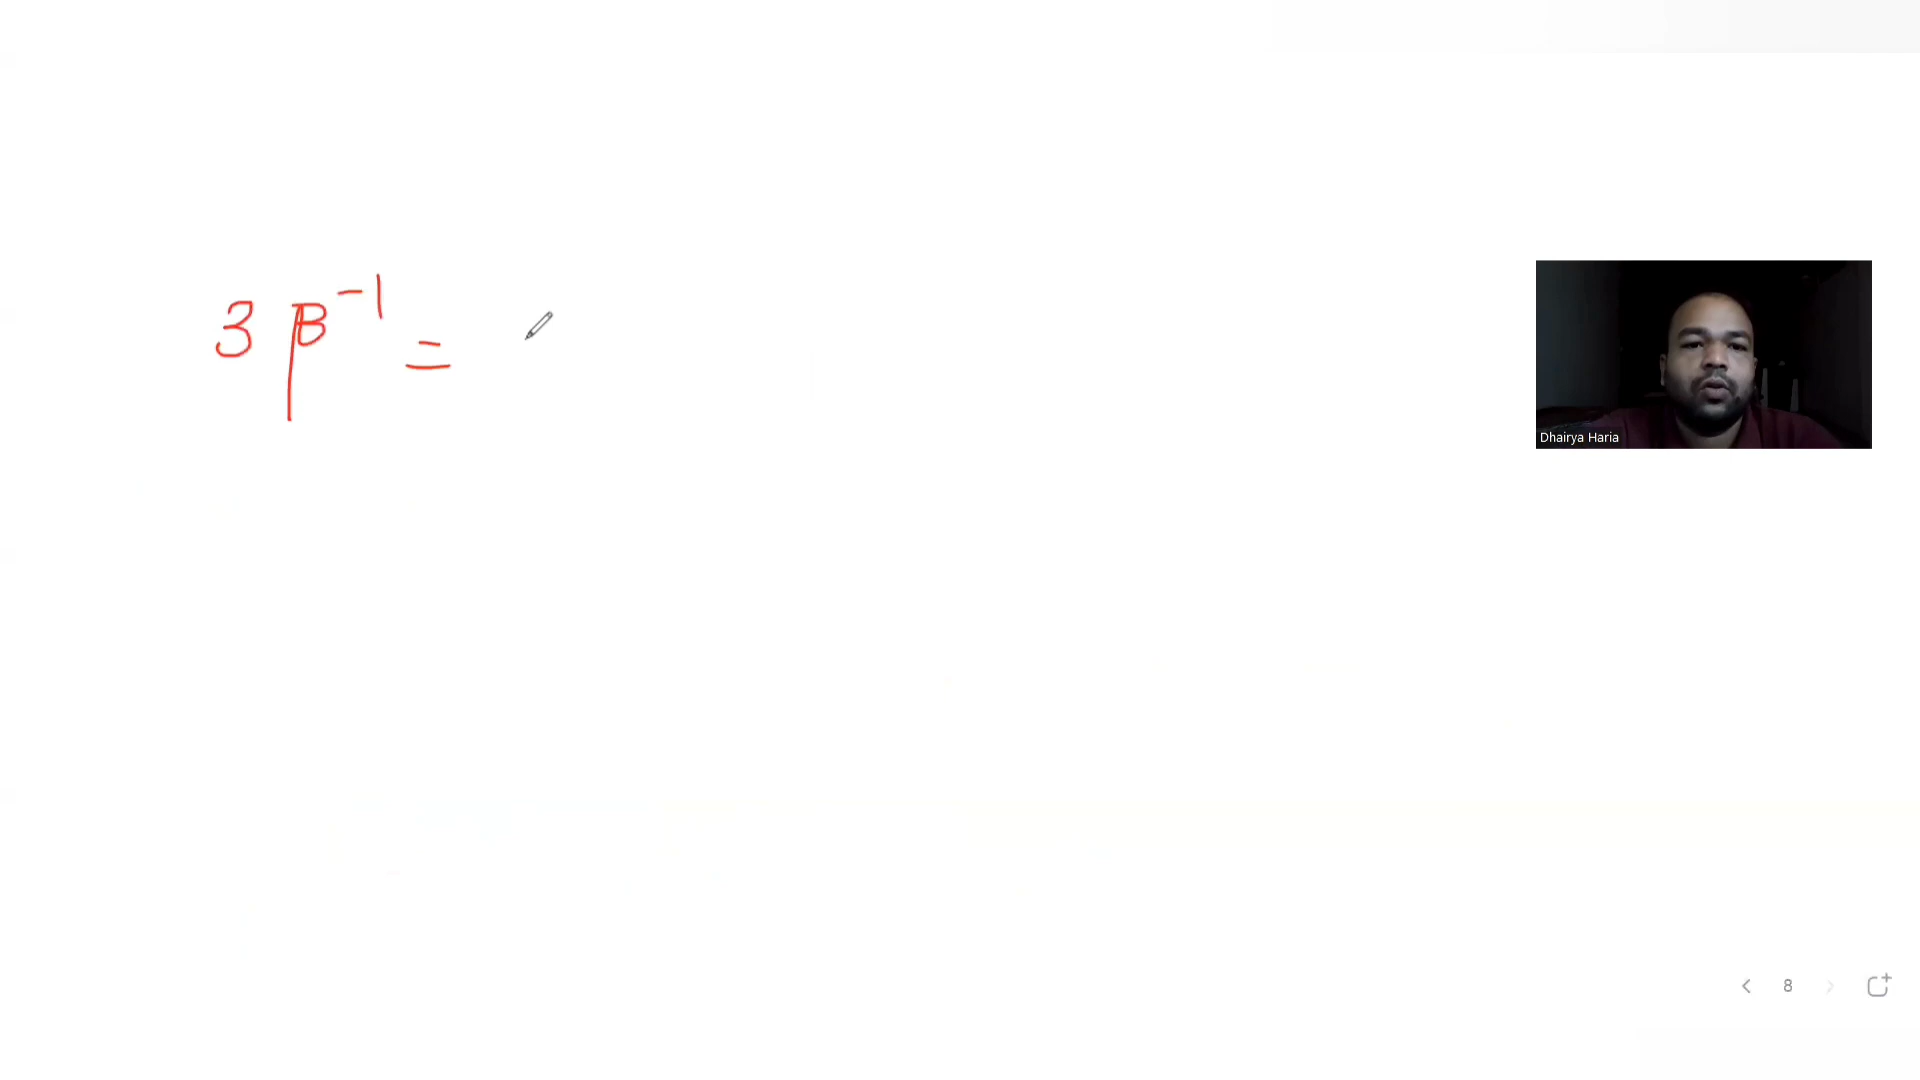 3 β⁻¹ =
Dhairya Haria
8